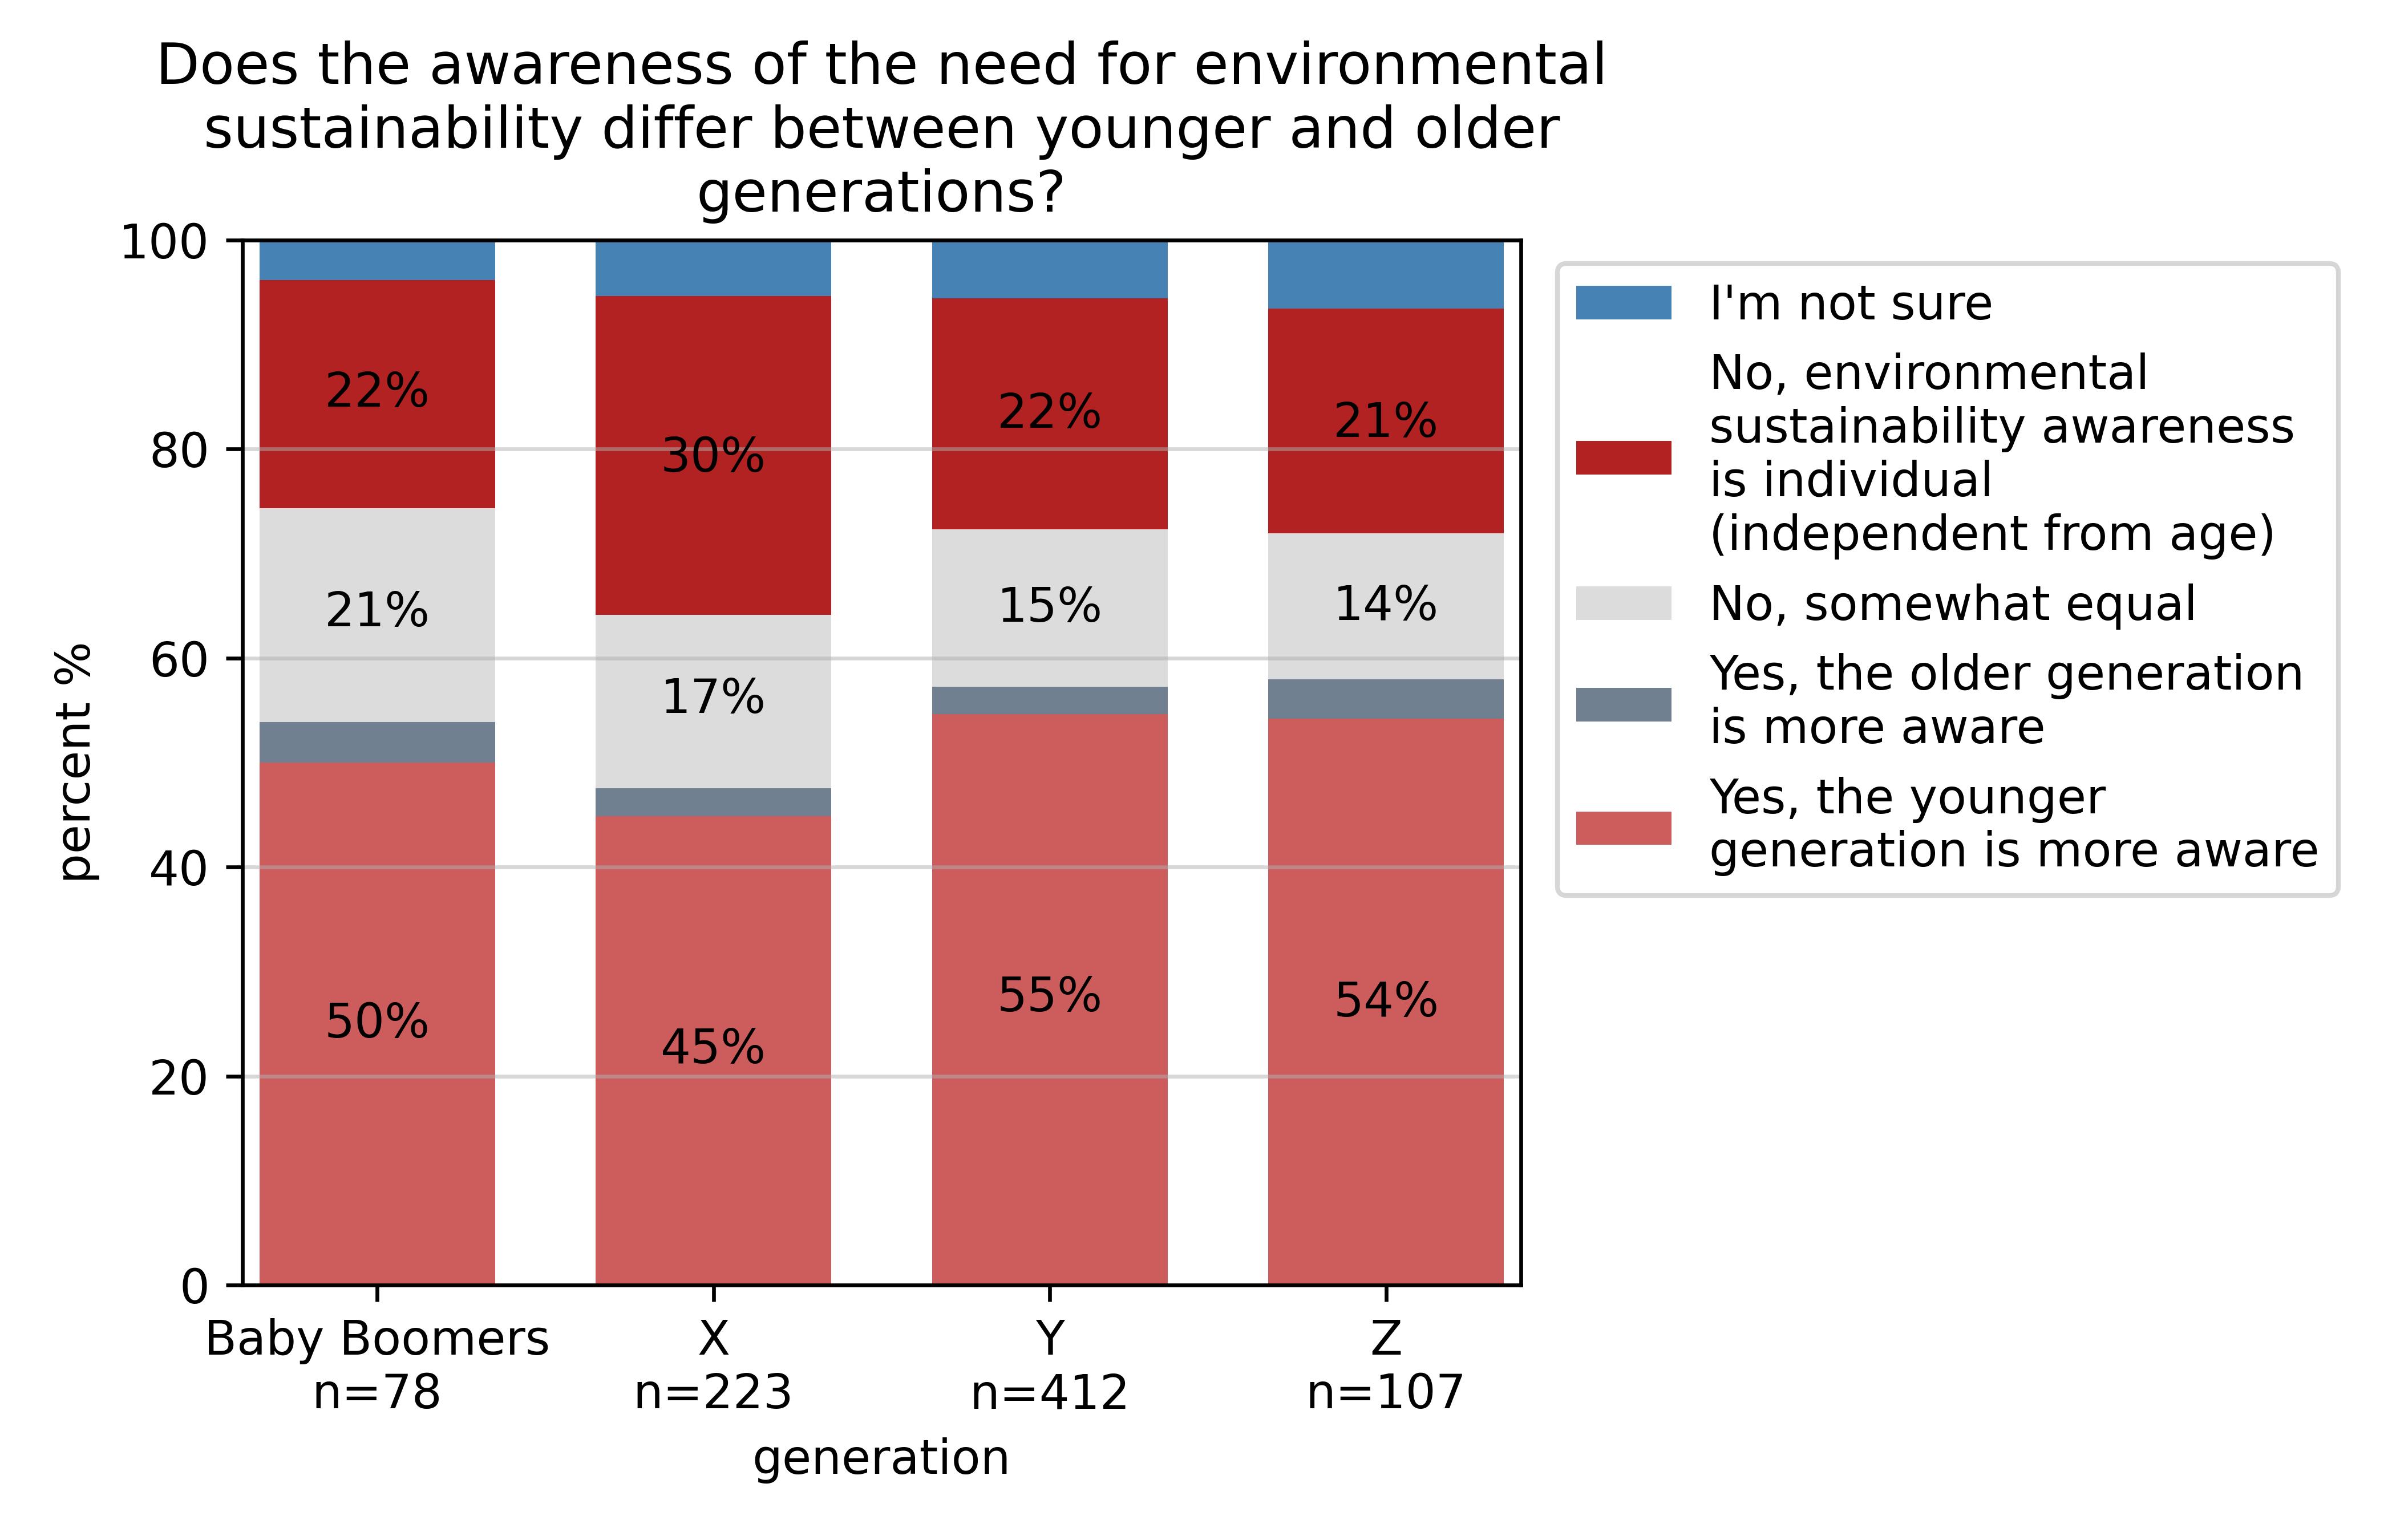 Does the awareness of the need for environmental
sustainability differ between younger and older
generations?
100
80
60
40
20
0
percent %
22%
21%
50%
30%
17%
45%
22%
15%
55%
21%
14%
54%
Baby Boomers
n=78
X
n=223
Y
n=412
Z
n=107
generation
I'm not sure
No, environmental
sustainability awareness
is individual
(independent from age)
No, somewhat equal
Yes, the older generation
is more aware
Yes, the younger
generation is more aware